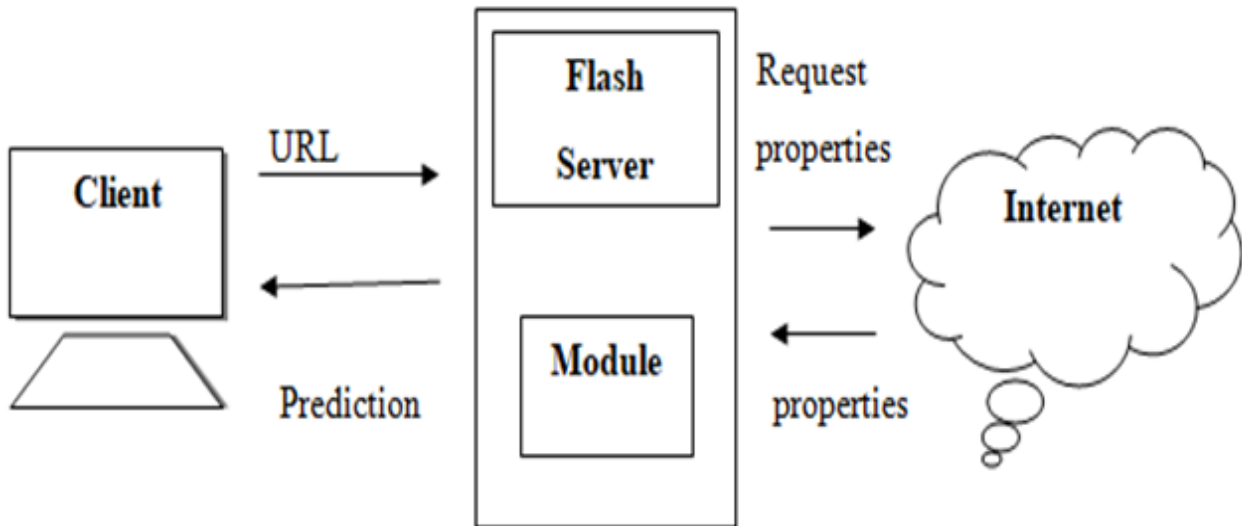 Client
URL
Prediction
Flash
Server
Module
Request
properties
properties
Internet